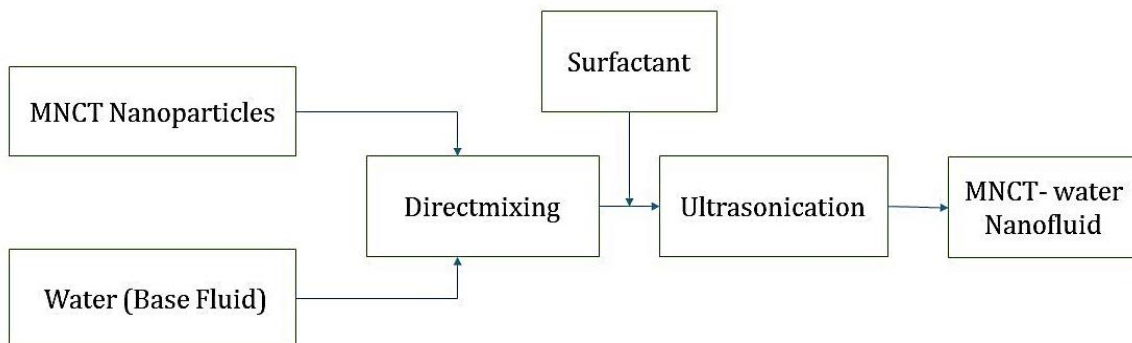 Surfactant
MNCT Nanoparticles
Directmixing
Ultrasonication
MNCT- water
Nanofluid
Water (Base Fluid)